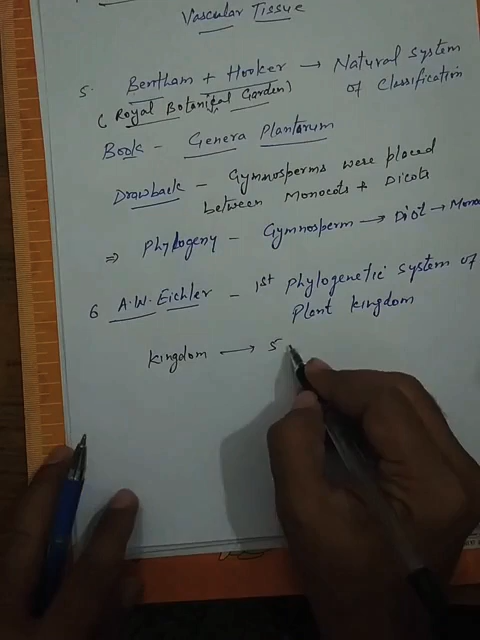 Vascular Tissue
5. Bentham + Hooker → Natural system
(Royal Botanical Garden) of Classification
Book - Genera Plantarum
Drawback - Gymnosperms were placed
between Monocots + Dicots
⇒ Phylogeny - Gymnosperm → Diot → Mono
6 A.W. Eichler - 1st Phylogenetic system of
Plant kingdom
kingdom → 5